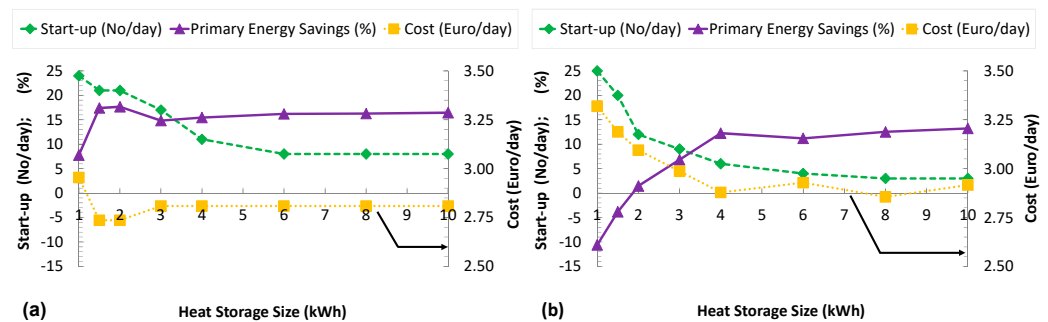 Start-up (No/day) Primary Energy Savings (%) Cost (Euro/day)
Start-up (No/day) Primary Energy Savings (%) Cost (Euro/day)
Start-up (No/day); (%)
25
20
15
10
5
0
-5
-10
-15
1 2 3 4 5 6 7 8 9 10
3.50
3.25
3.00
2.75
2.50
Cost (Euro/day)
(a)
Heat Storage Size (kWh)
Start-up (No/day); (%)
25
20
15
10
5
0
-5
-10
-15
1 2 3 4 5 6 7 8 9 10
3.50
3.25
3.00
2.75
2.50
Cost (Euro/day)
(b)
Heat Storage Size (kWh)